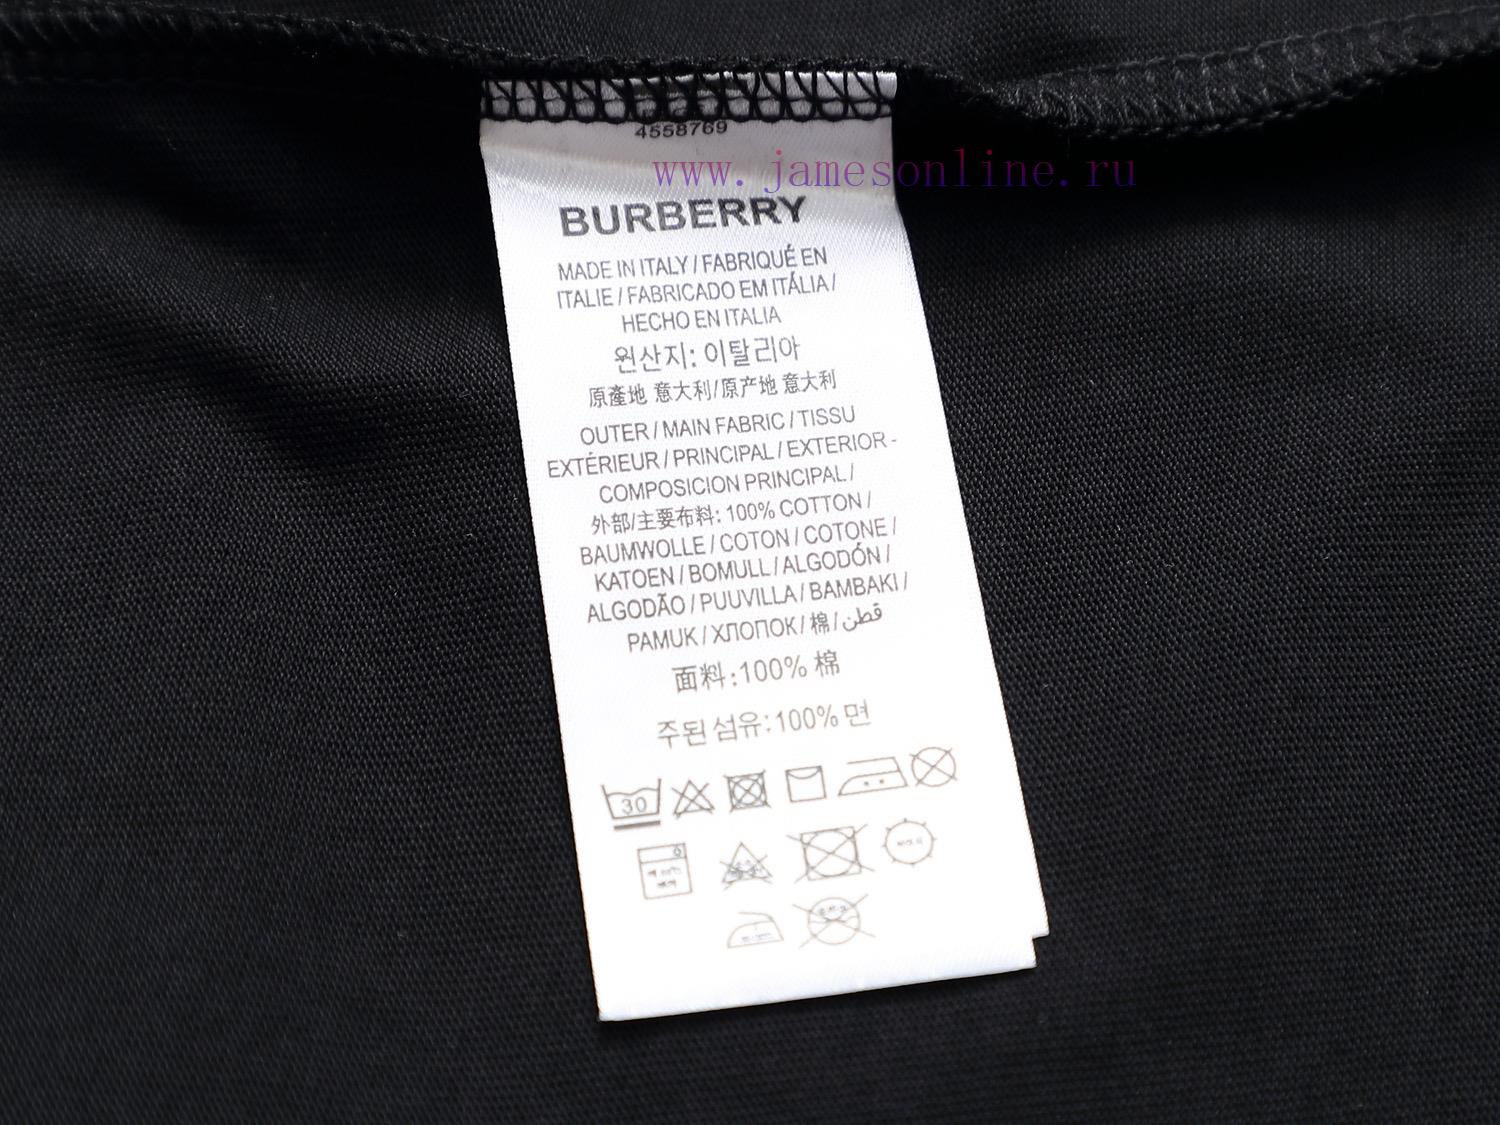 4558769
www.jamesonline.ru
BURBERRY
MADE IN ITALY / FABRIQUÉ EN
ITALIE / FABRICADO EM ITÁLIA /
HECHO EN ITALIA
원산지: 이탈리아
原產地 意大利/原产地 意大利
OUTER / MAIN FABRIC / TISSU
EXTÉRIEUR / PRINCIPAL / EXTERIOR -
COMPOSICION PRINCIPAL /
外部/主要布料: 100% COTTON /
BAUMWOLLE / COTON / COTONE /
KATOEN / BOMULL / ALGODÓN /
ALGODÃO / PUUVILLA / BAMBAKI /
PAMUK / ХЛОПОК / 棉 / قطن
面料:100% 棉
주된 섬유:100% 면
30